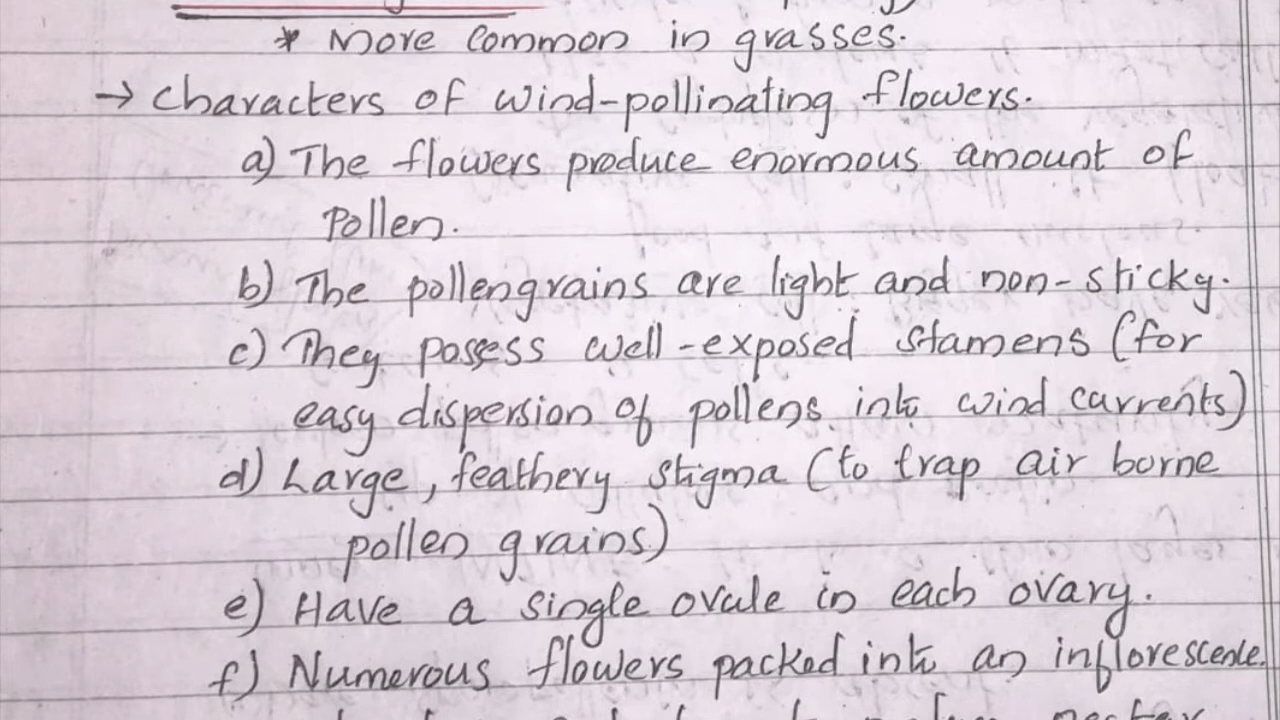 * More common in grasses.
→ characters of wind-pollinating flowers.
a) The flowers produce enormous amount of
Pollen.
b) The pollengrains are light and non-sticky.
c) They possess well-exposed stamens (for
easy dispersion of pollens into wind currents)
d) Large, feathery stigma (to trap air borne
pollen grains)
e) Have a single ovule in each ovary.
f) Numerous flowers packed into an inflorescence.
nectar